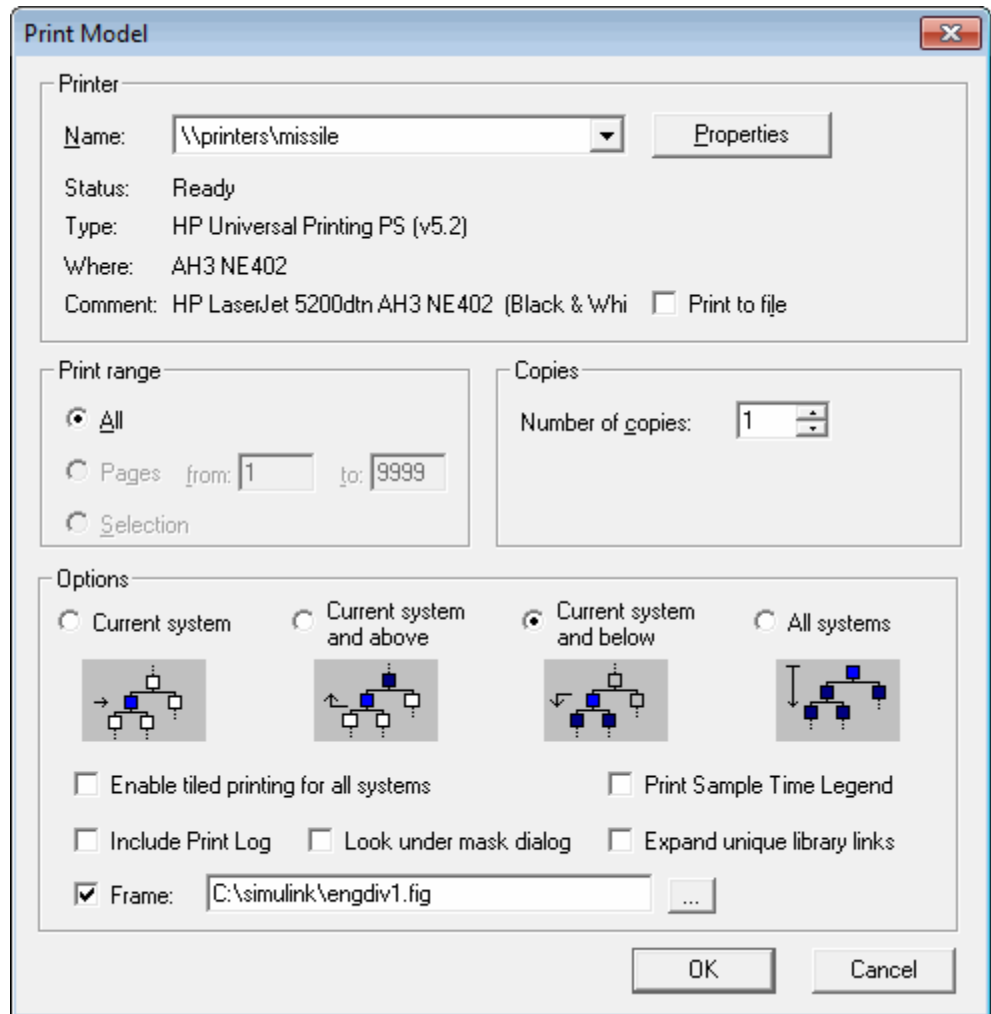 Print Model
Printer
Name: \\printers\missile Properties
Status: Ready
Type: HP Universal Printing PS (v5.2)
Where: AH3 NE402
Comment: HP LaserJet 5200dtn AH3 NE402 (Black & Whi Print to file
Print range
All
Pages from: 1 to: 9999
Selection
Copies
Number of copies: 1
Options
Current system
Current system
and above
Current system
and below
All systems
Enable tiled printing for all systems Print Sample Time Legend
Include Print Log Look under mask dialog Expand unique library links
Frame: C:\simulink\engdiv1.fig ...
OK Cancel